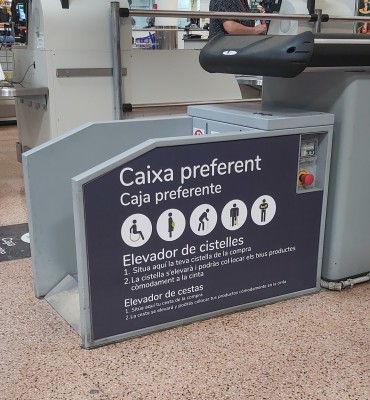 Caixa preferent
Caja preferente
Elevador de cistelles
1. Situa aquí la teva cistella de la compra
2. La cistella s'elevarà i podràs col·locar els teus productes
còmodament a la cinta
Elevador de cestas
1. Situa aquí tu cesta de la compra
2. La cesta se elevará y podrás colocar tus productos cómodamente en la cinta